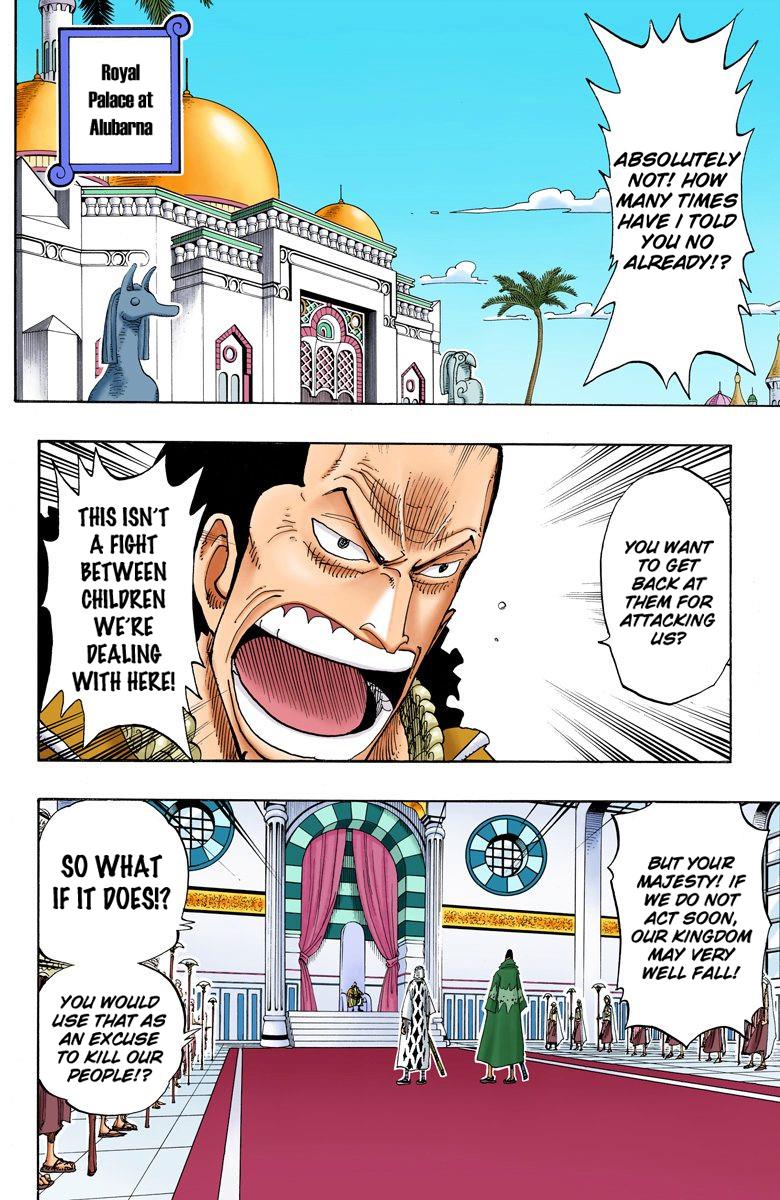 Royal
Palace at
Alubarna
ABSOLUTELY
NOT! HOW
MANY TIMES
HAVE I TOLD
YOU NO
ALREADY!?
YOU WANT
TO GET
BACK AT
THEM FOR
ATTACKING
US?
THIS ISN'T
A FIGHT
BETWEEN
CHILDREN
WE'RE
DEALING
WITH HERE!
BUT YOUR
MAJESTY! IF
WE DO NOT
ACT SOON,
OUR KINGDOM
MAY VERY
WELL FALL!
SO WHAT
IF IT DOES!?
YOU WOULD
USE THAT AS
AN EXCUSE
TO KILL OUR
PEOPLE!?